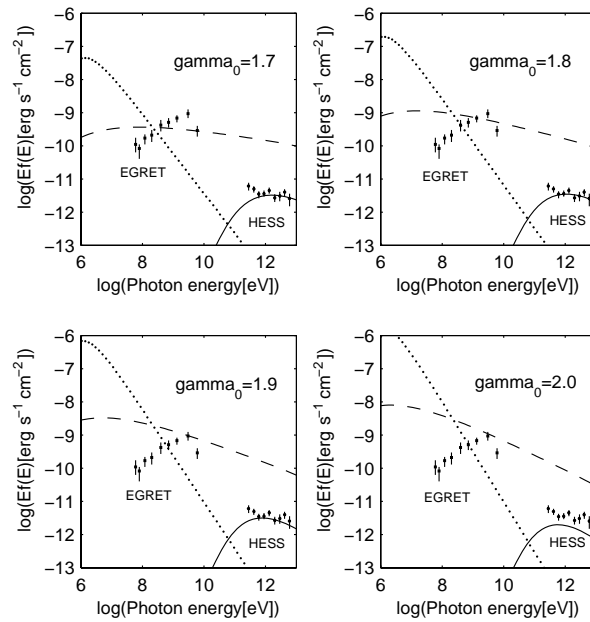 −6
−7
−8
−9
−10
−11
−12
−13
log(Ef(E)[erg s⁻¹ cm⁻²])
gamma₀=1.7
EGRET
HESS
6 8 10 12
log(Photon energy[eV])
−6
−7
−8
−9
−10
−11
−12
−13
log(Ef(E)[erg s⁻¹ cm⁻²])
gamma₀=1.8
EGRET
HESS
6 8 10 12
log(Photon energy[eV])
−6
−7
−8
−9
−10
−11
−12
−13
log(Ef(E)[erg s⁻¹ cm⁻²])
gamma₀=1.9
EGRET
HESS
6 8 10 12
log(Photon energy[eV])
−6
−7
−8
−9
−10
−11
−12
−13
log(Ef(E)[erg s⁻¹ cm⁻²])
gamma₀=2.0
EGRET
HESS
6 8 10 12
log(Photon energy[eV])